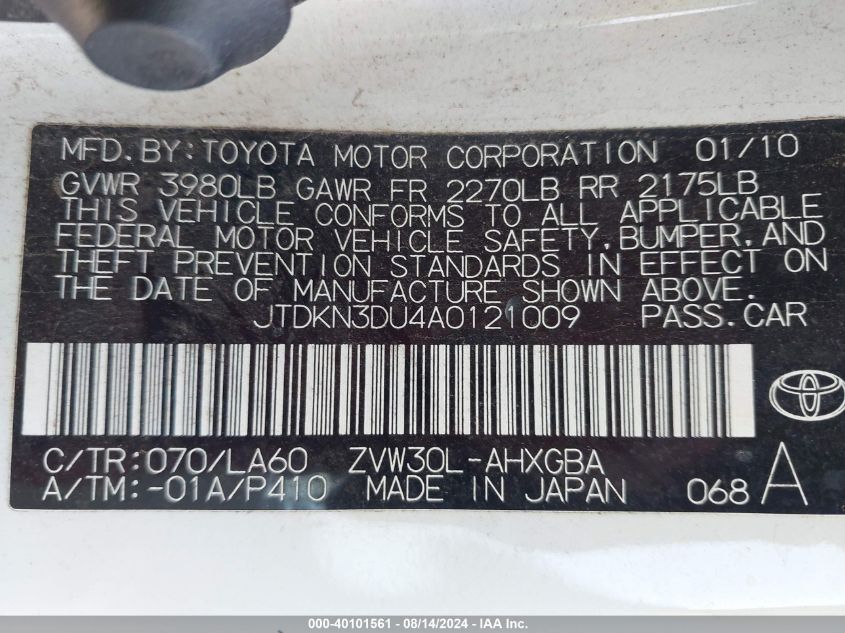 MFD. BY: TOYOTA MOTOR CORPORATION 01/10
GVWR 3980LB GAWR FR 2270LB RR 2175LB
THIS VEHICLE CONFORMS TO ALL APPLICABLE
FEDERAL MOTOR VEHICLE SAFETY, BUMPER, AND
THEFT PREVENTION STANDARDS IN EFFECT ON
THE DATE OF MANUFACTURE SHOWN ABOVE.
JTDKN3DU4A0121009 PASS. CAR
C/TR: 070/LA60 ZVW30L-AHXGBA
A/TM: -01A/P410 MADE IN JAPAN 068 A
000-40101561 - 08/14/2024 - © IAA Holdings, LLC.